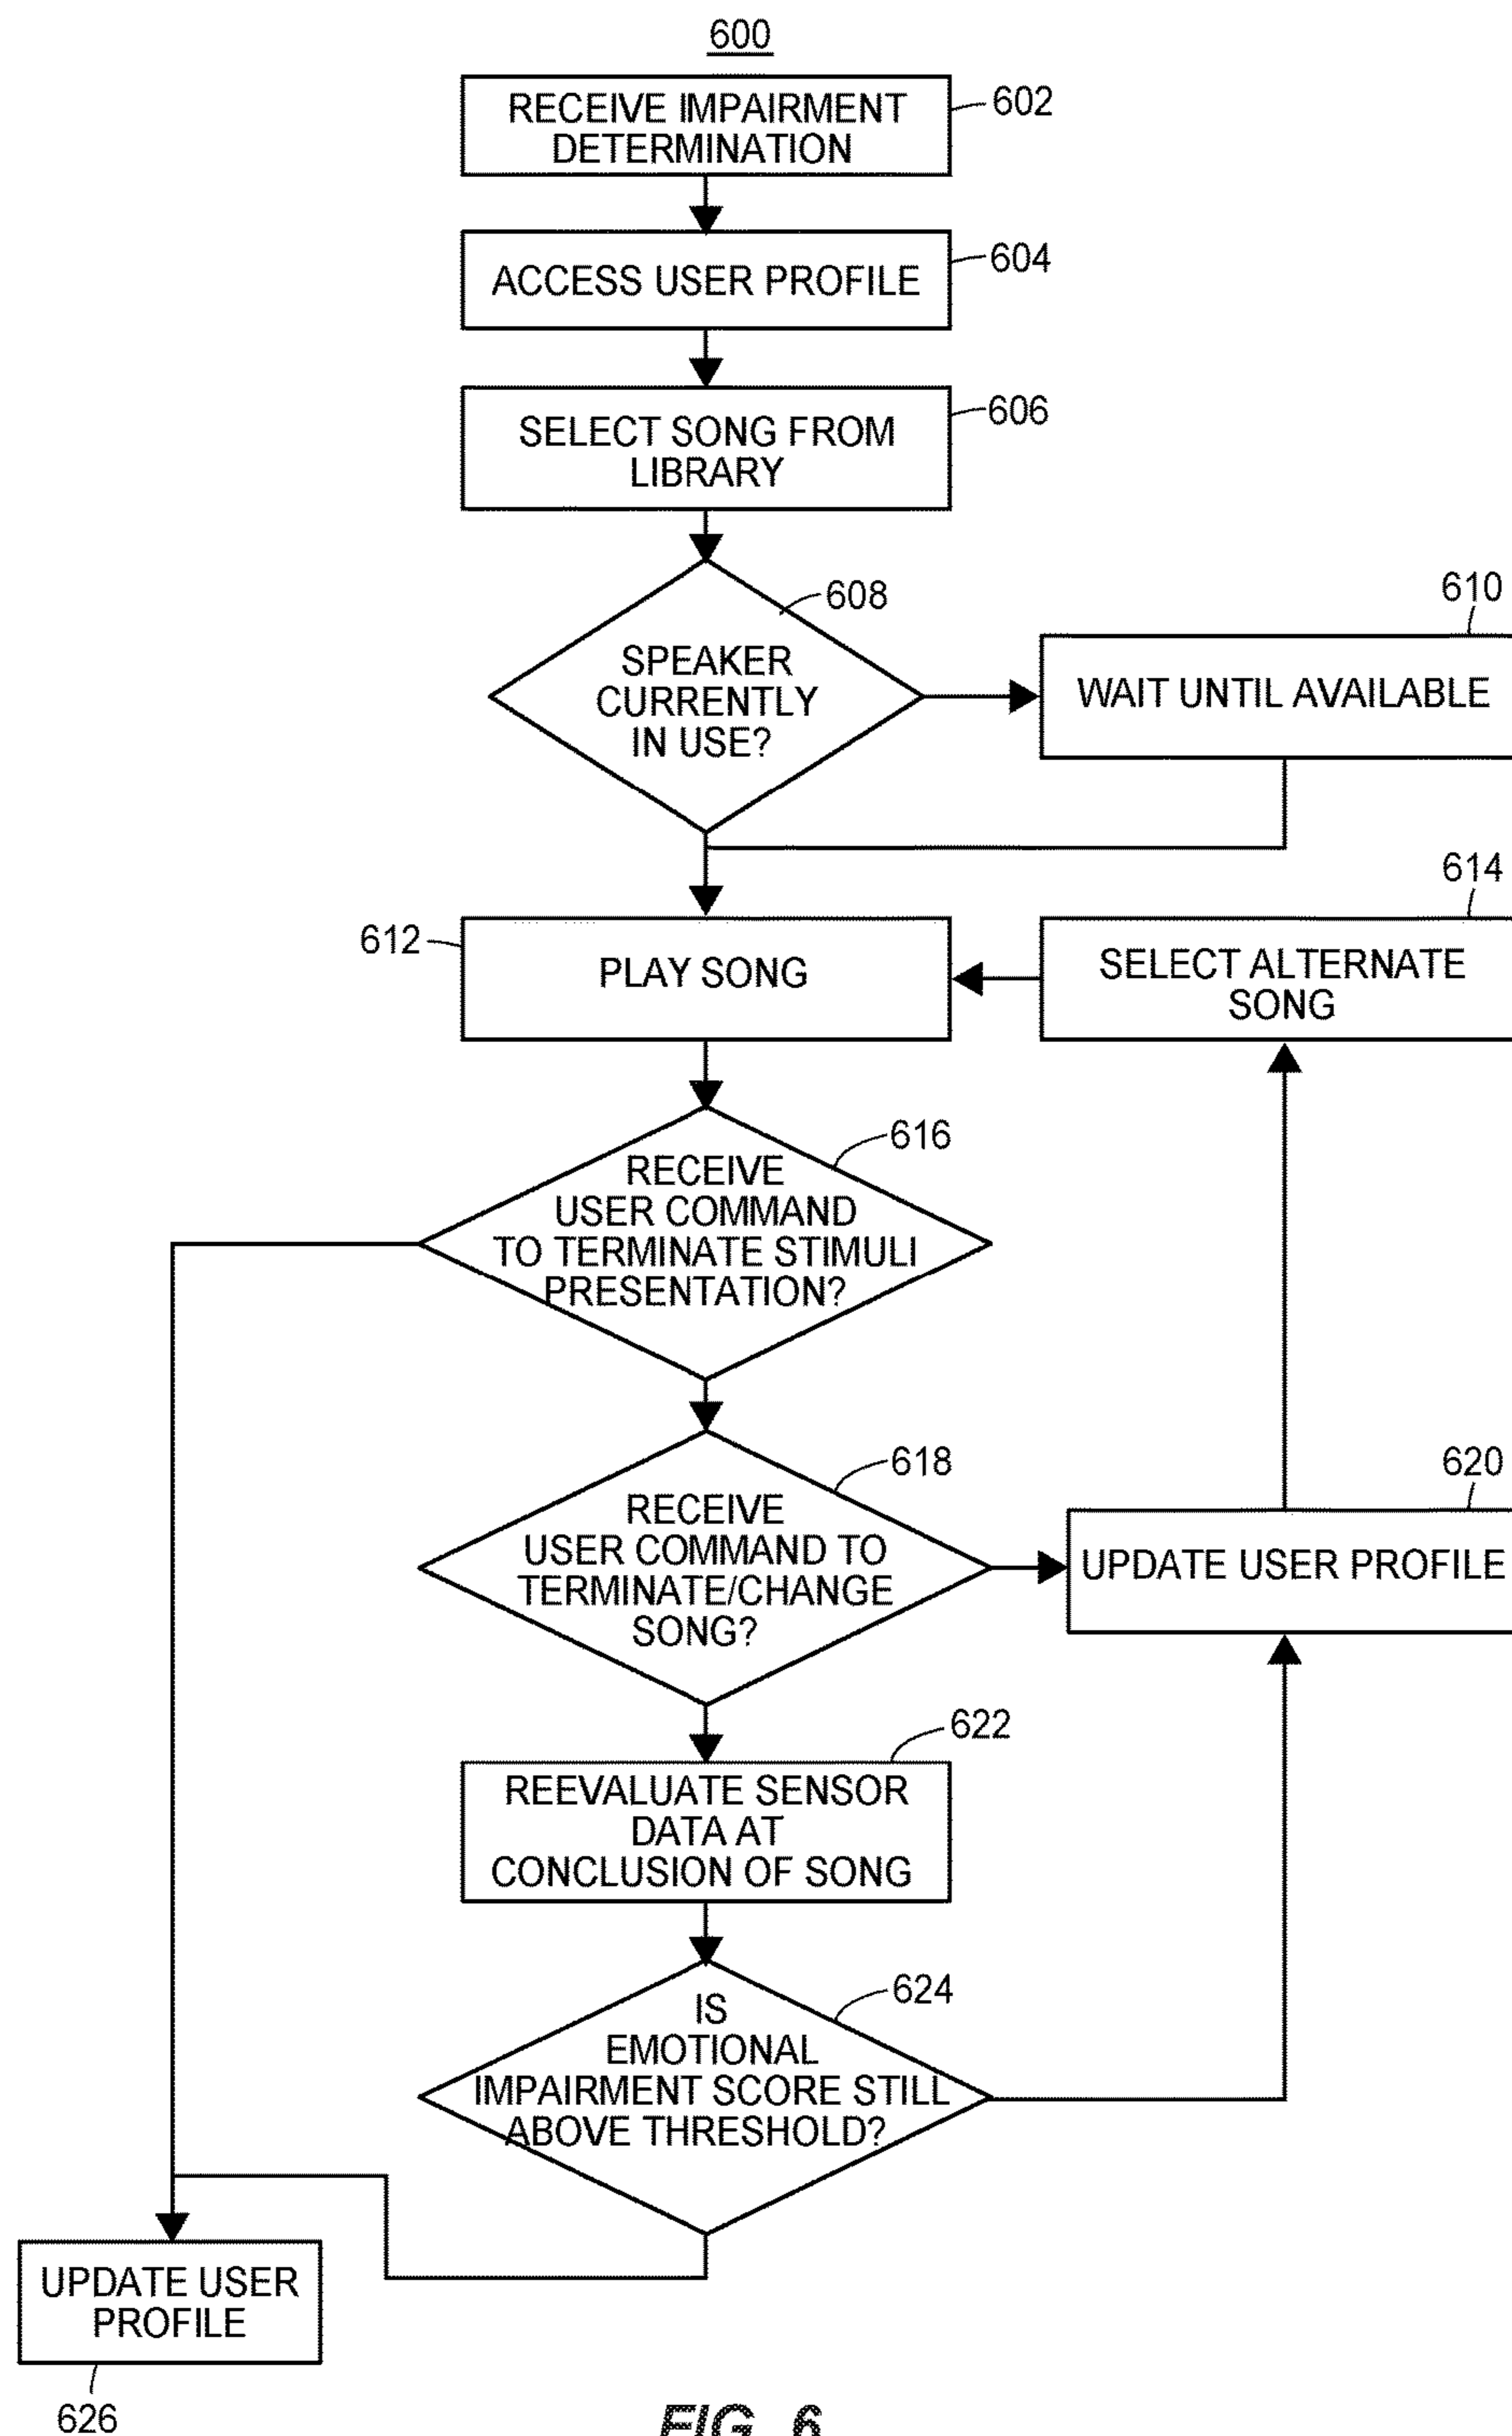 600
RECEIVE IMPAIRMENT
DETERMINATION
602
ACCESS USER PROFILE
604
SELECT SONG FROM
LIBRARY
606
SPEAKER
CURRENTLY
IN USE?
608
610
WAIT UNTIL AVAILABLE
612
PLAY SONG
614
SELECT ALTERNATE
SONG
616
RECEIVE
USER COMMAND
TO TERMINATE STIMULI
PRESENTATION?
618
RECEIVE
USER COMMAND TO
TERMINATE/CHANGE
SONG?
620
UPDATE USER PROFILE
622
REEVALUATE SENSOR
DATA AT
CONCLUSION OF SONG
624
IS
EMOTIONAL
IMPAIRMENT SCORE STILL
ABOVE THRESHOLD?
UPDATE USER
PROFILE
626
FIG. 6